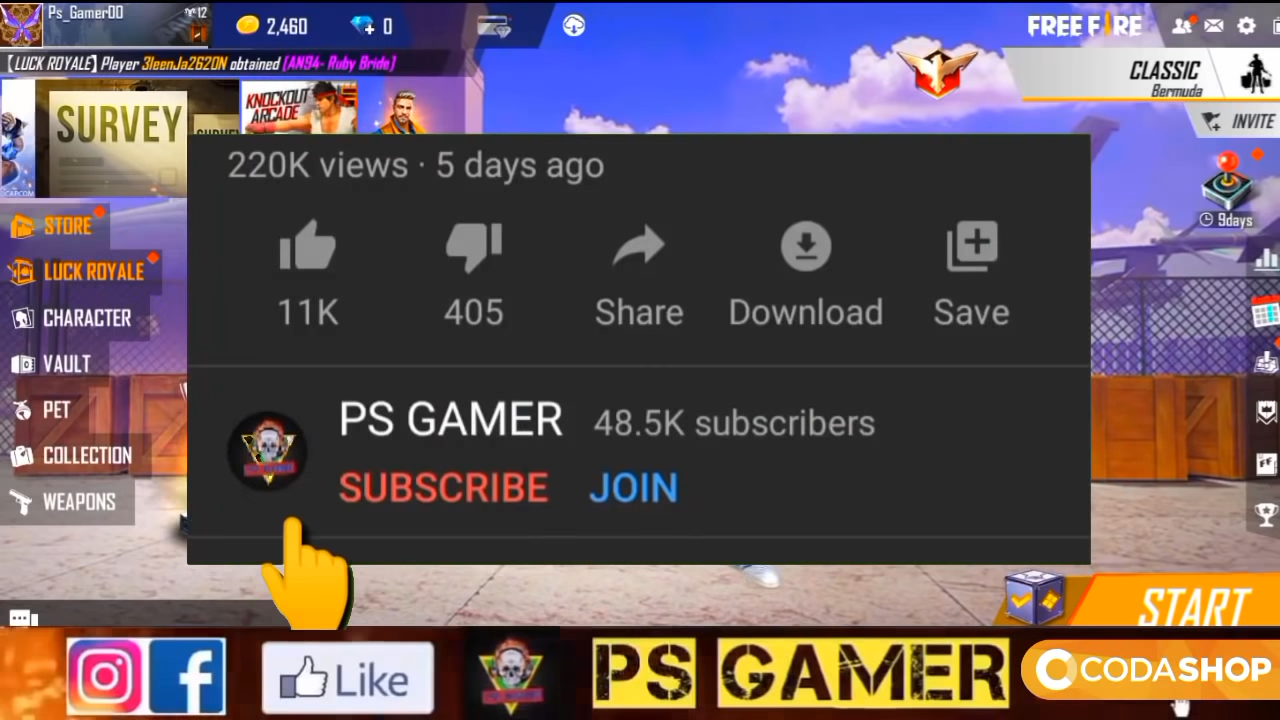 Ps_Gamer00
12
2,460
0
FREE FIRE
[LUCK ROYALE] Player 3leenJa2620N obtained (AN94- Ruby Bride)
CLASSIC
Bermuda
SURVEY
KNOCKOUT
ARCADE
CAPCOM
INVITE
9days
220K views · 5 days ago
11K
405
Share
Download
Save
STORE
LUCK ROYALE
CHARACTER
VAULT
PET
COLLECTION
WEAPONS
PS GAMER
48.5K subscribers
SUBSCRIBE
JOIN
START
Like
PS GAMER
CODASHOP